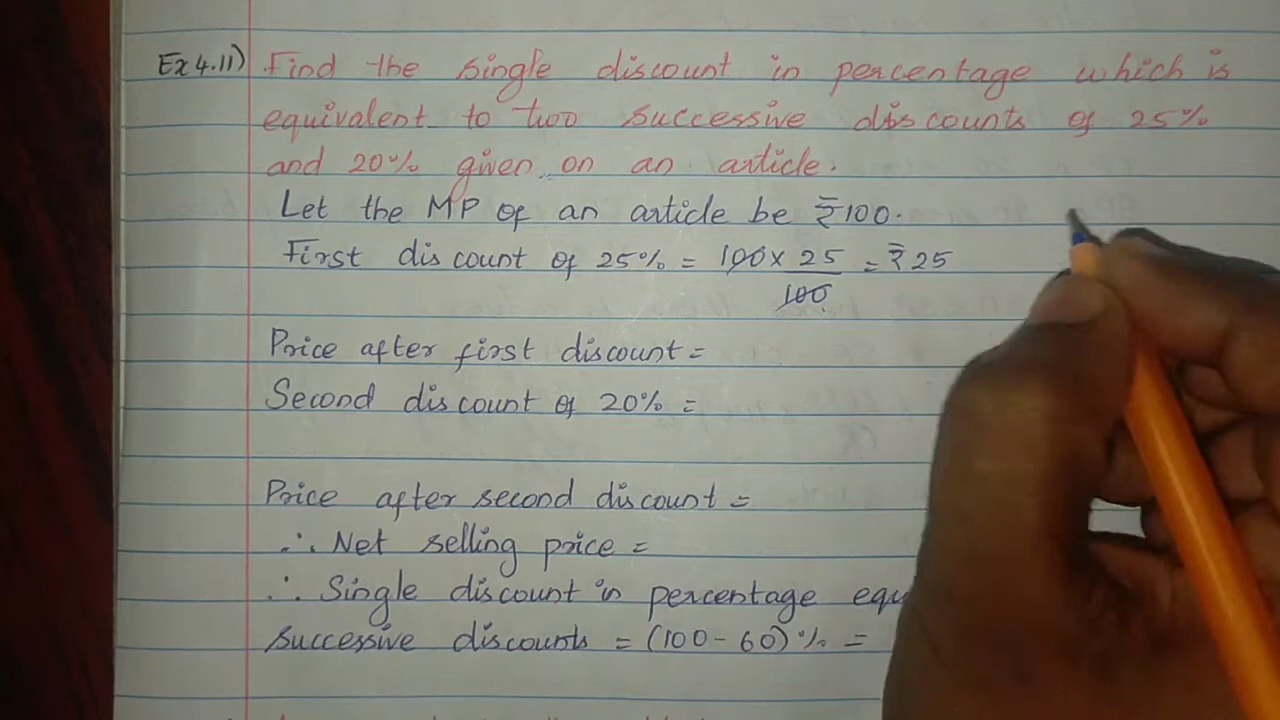 Ex 4.11) Find the single discount in percentage which is
equivalent to two successive discounts of 25%
and 20% given on an article.
Let the MP of an article be ₹100.
First discount of 25% = 100 x 25 / 100 = ₹25
Price after first discount =
Second discount of 20% =
Price after second discount =
∴ Net selling price =
∴ Single discount in percentage equ
successive discounts = (100 - 60)% =